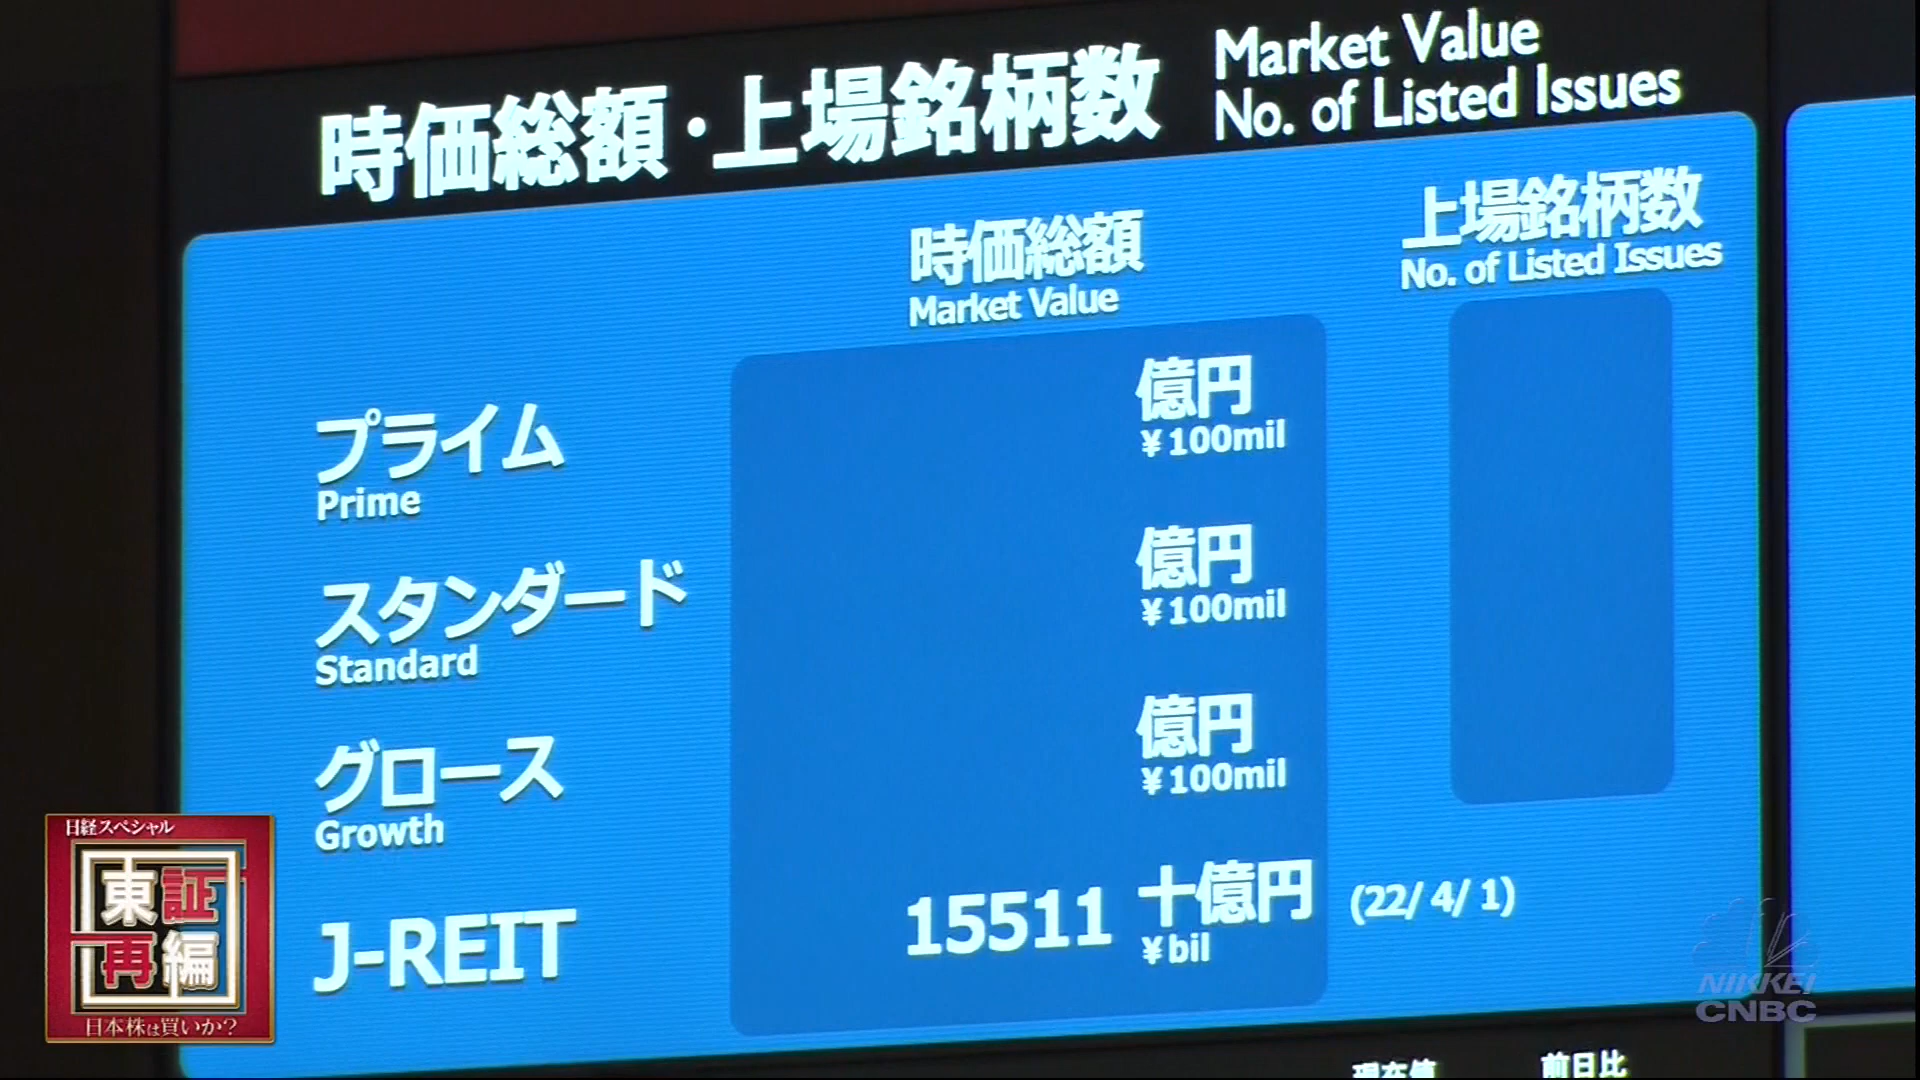 時価総額・上場銘柄数
Market Value
No. of Listed Issues
時価総額
Market Value
上場銘柄数
No. of Listed Issues
プライム
Prime
億円
¥100mil
スタンダード
Standard
億円
¥100mil
グロース
Growth
億円
¥100mil
J-REIT
15511
十億円
¥bil
(22/ 4/ 1)
日経スペシャル
東証
再編
日本株は買いか?
NIKKEI
CNBC
現在値
前日比